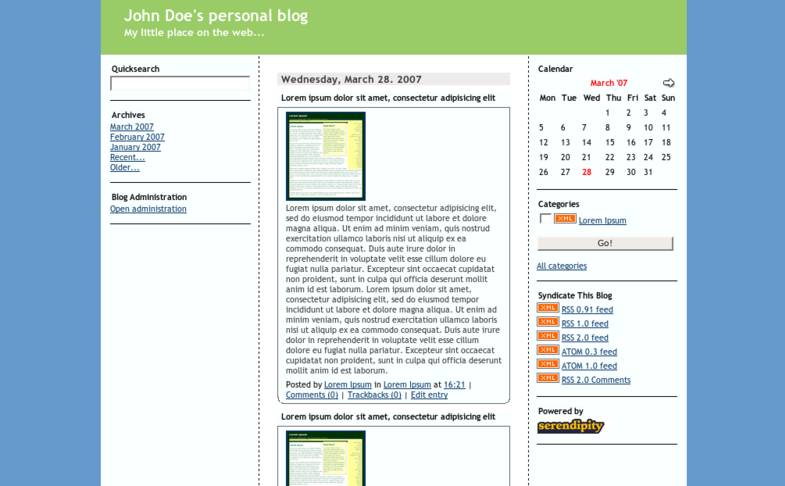 John Doe's personal blog
My little place on the web...
Quicksearch
Archives
March 2007
February 2007
January 2007
Recent...
Older...
Blog Administration
Open administration
Wednesday, March 28. 2007
Lorem ipsum dolor sit amet, consectetur adipisicing elit
Lorem ipsum dolor sit amet, consectetur adipisicing elit,
sed do eiusmod tempor incididunt ut labore et dolore
magna aliqua. Ut enim ad minim veniam, quis nostrud
exercitation ullamco laboris nisi ut aliquip ex ea
commodo consequat. Duis aute irure dolor in
reprehenderit in voluptate velit esse cillum dolore eu
fugiat nulla pariatur. Excepteur sint occaecat cupidatat
non proident, sunt in culpa qui officia deserunt mollit
anim id est laborum. Lorem ipsum dolor sit amet,
consectetur adipisicing elit, sed do eiusmod tempor
incididunt ut labore et dolore magna aliqua. Ut enim ad
minim veniam, quis nostrud exercitation ullamco laboris
nisi ut aliquip ex ea commodo consequat. Duis aute irure
dolor in reprehenderit in voluptate velit esse cillum
dolore eu fugiat nulla pariatur. Excepteur sint occaecat
cupidatat non proident, sunt in culpa qui officia deserunt
mollit anim id est laborum.
Posted by Lorem Ipsum in Lorem Ipsum at 16:21 |
Comments (0) | Trackbacks (0) | Edit entry
Lorem ipsum dolor sit amet, consectetur adipisicing elit
Calendar
March '07
Mon Tue Wed Thu Fri Sat Sun
1 2 3 4
5 6 7 8 9 10 11
12 13 14 15 16 17 18
19 20 21 22 23 24 25
26 27 28 29 30 31
Categories
XML Lorem Ipsum
Go!
All categories
Syndicate This Blog
XML RSS 0.91 feed
XML RSS 1.0 feed
XML RSS 2.0 feed
XML ATOM 0.3 feed
XML ATOM 1.0 feed
XML RSS 2.0 Comments
Powered by
serendipity